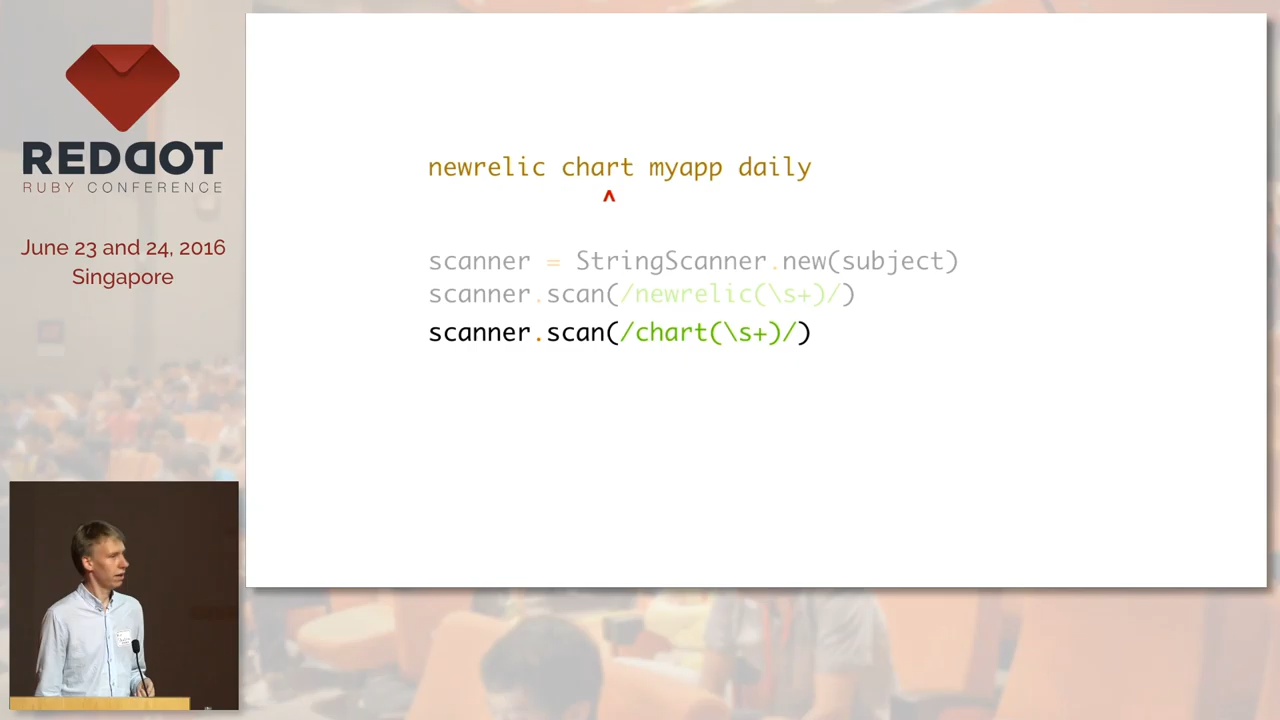 REDDOT
RUBY CONFERENCE
June 23 and 24, 2016
Singapore
newrelic chart myapp daily
^
scanner = StringScanner.new(subject)
scanner.scan(/newrelic(\s+)/)
scanner.scan(/chart(\s+)/)